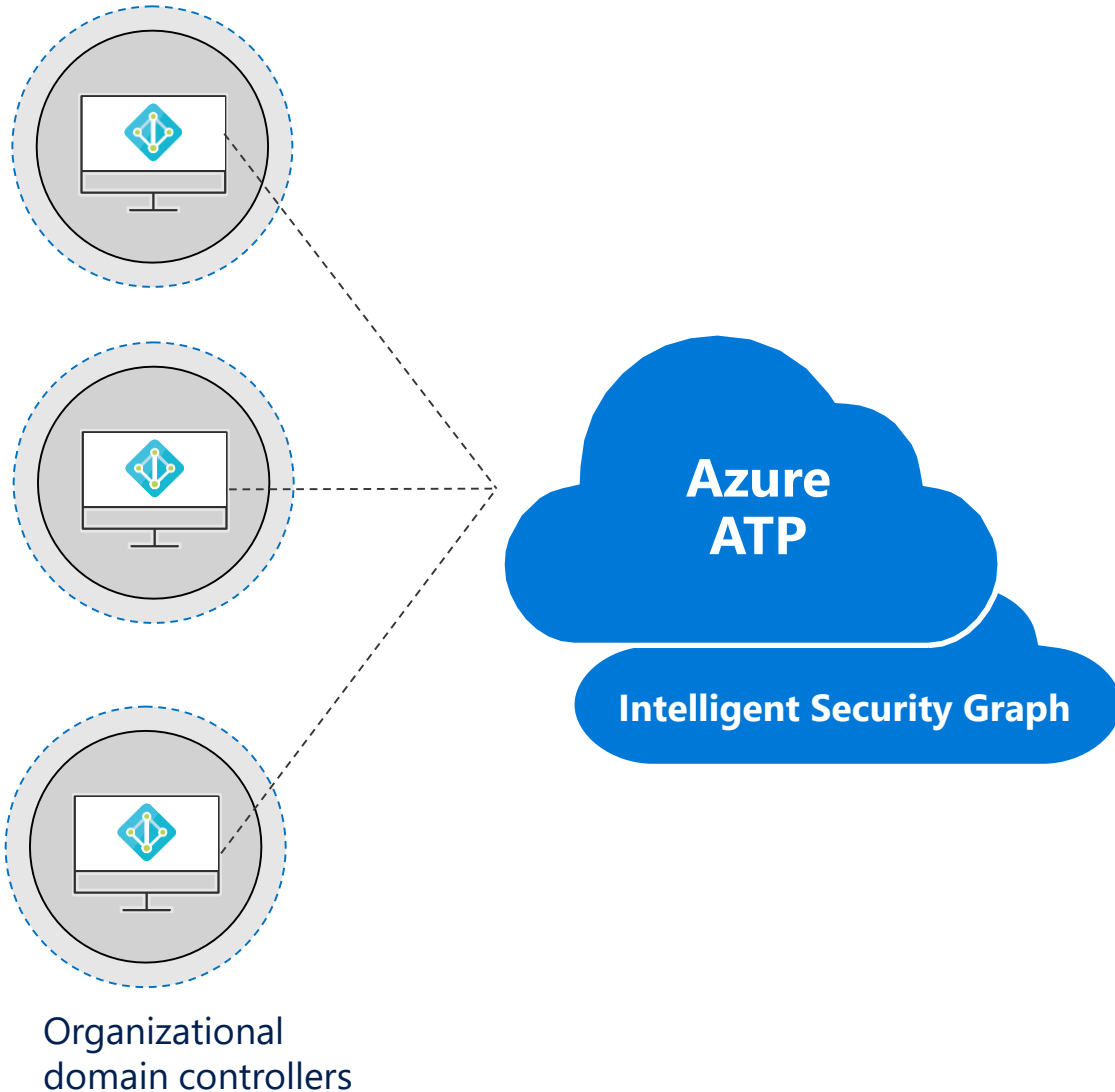 Azure
ATP
Intelligent Security Graph
Organizational
domain controllers